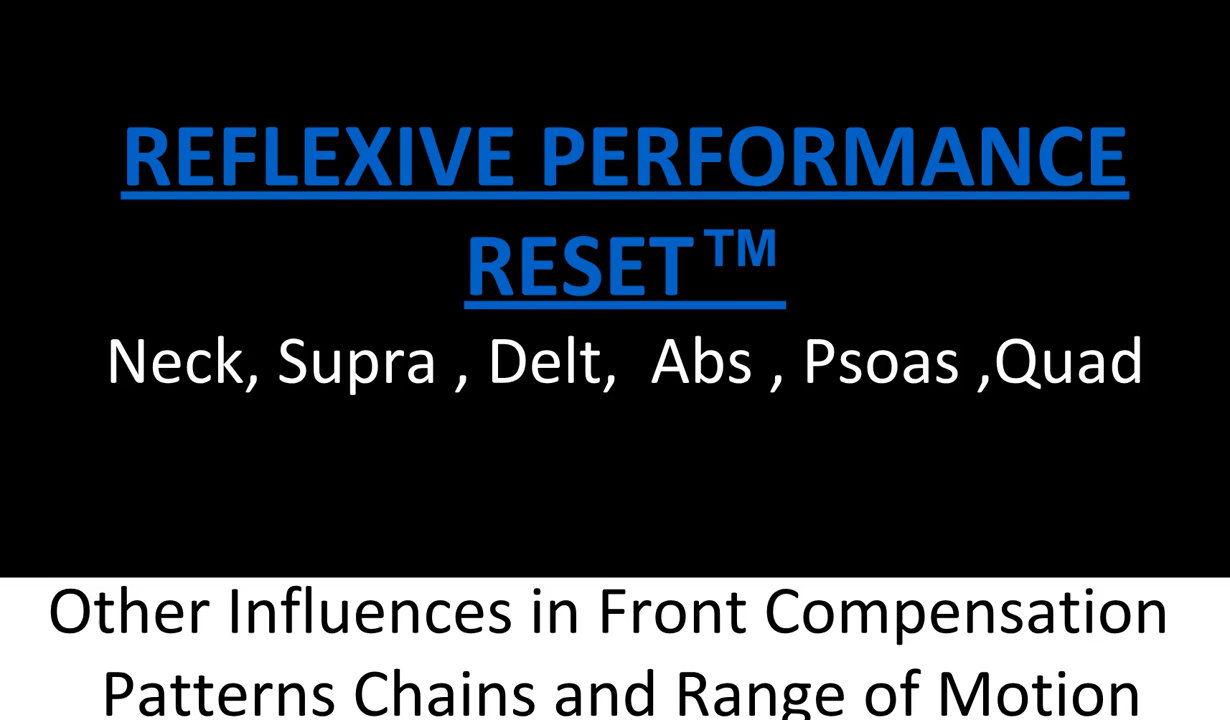 REFLEXIVE PERFORMANCE
RESET™
Neck, Supra , Delt,  Abs , Psoas ,Quad
Other Influences in Front Compensation
Patterns Chains and Range of Motion